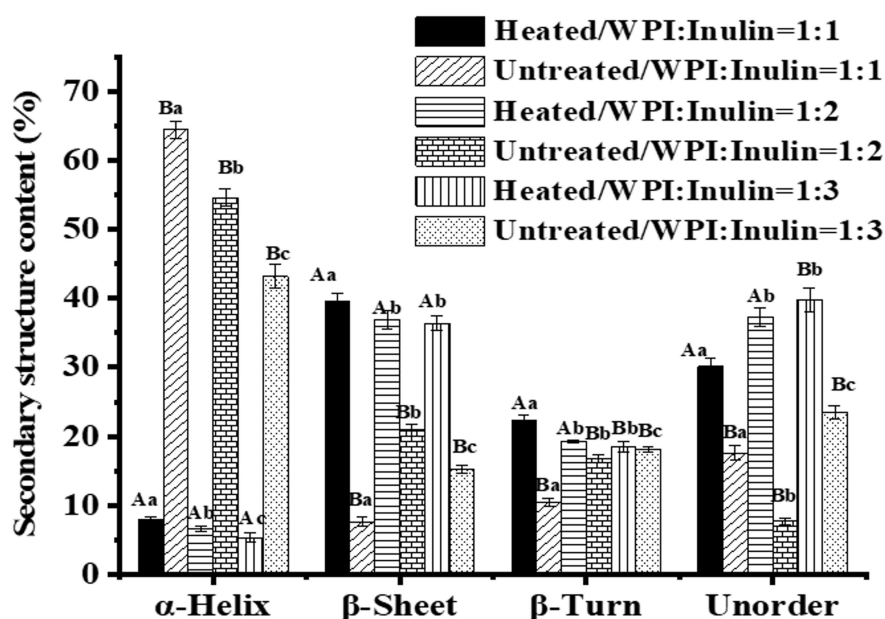 Heated/WPI:Inulin=1:1
Untreated/WPI:Inulin=1:1
Heated/WPI:Inulin=1:2
Untreated/WPI:Inulin=1:2
Heated/WPI:Inulin=1:3
Untreated/WPI:Inulin=1:3
Secondary structure content (%)
70
60
50
40
30
20
10
0
Aa Ba Ab Bb Ac Bc
Aa Ba Ab Bb Ab Bc
Aa Ba Ab Bb Bb Bc
Aa Ba Ab Bb Bb Bc
α-Helix β-Sheet β-Turn Unorder